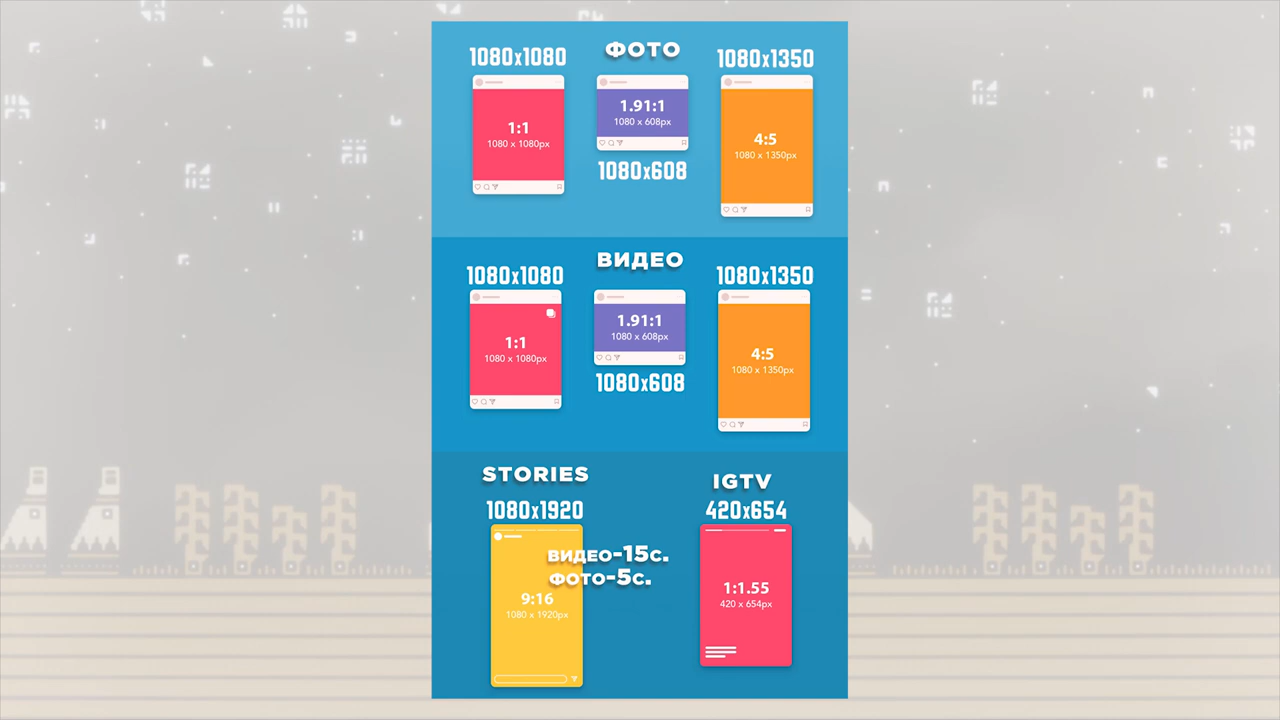 ФОТО
1080x1080
1080x1350
1:1
1080 x 1080px
1.91:1
1080 x 608px
1080x608
4:5
1080 x 1350px
ВИДЕО
1080x1080
1080x1350
1:1
1080 x 1080px
1.91:1
1080 x 608px
1080x608
4:5
1080 x 1350px
STORIES
1080x1920
ВИДЕО-15С.
ФОТО-5С.
9:16
1080 x 1920px
IGTV
420x654
1:1.55
420 x 654px